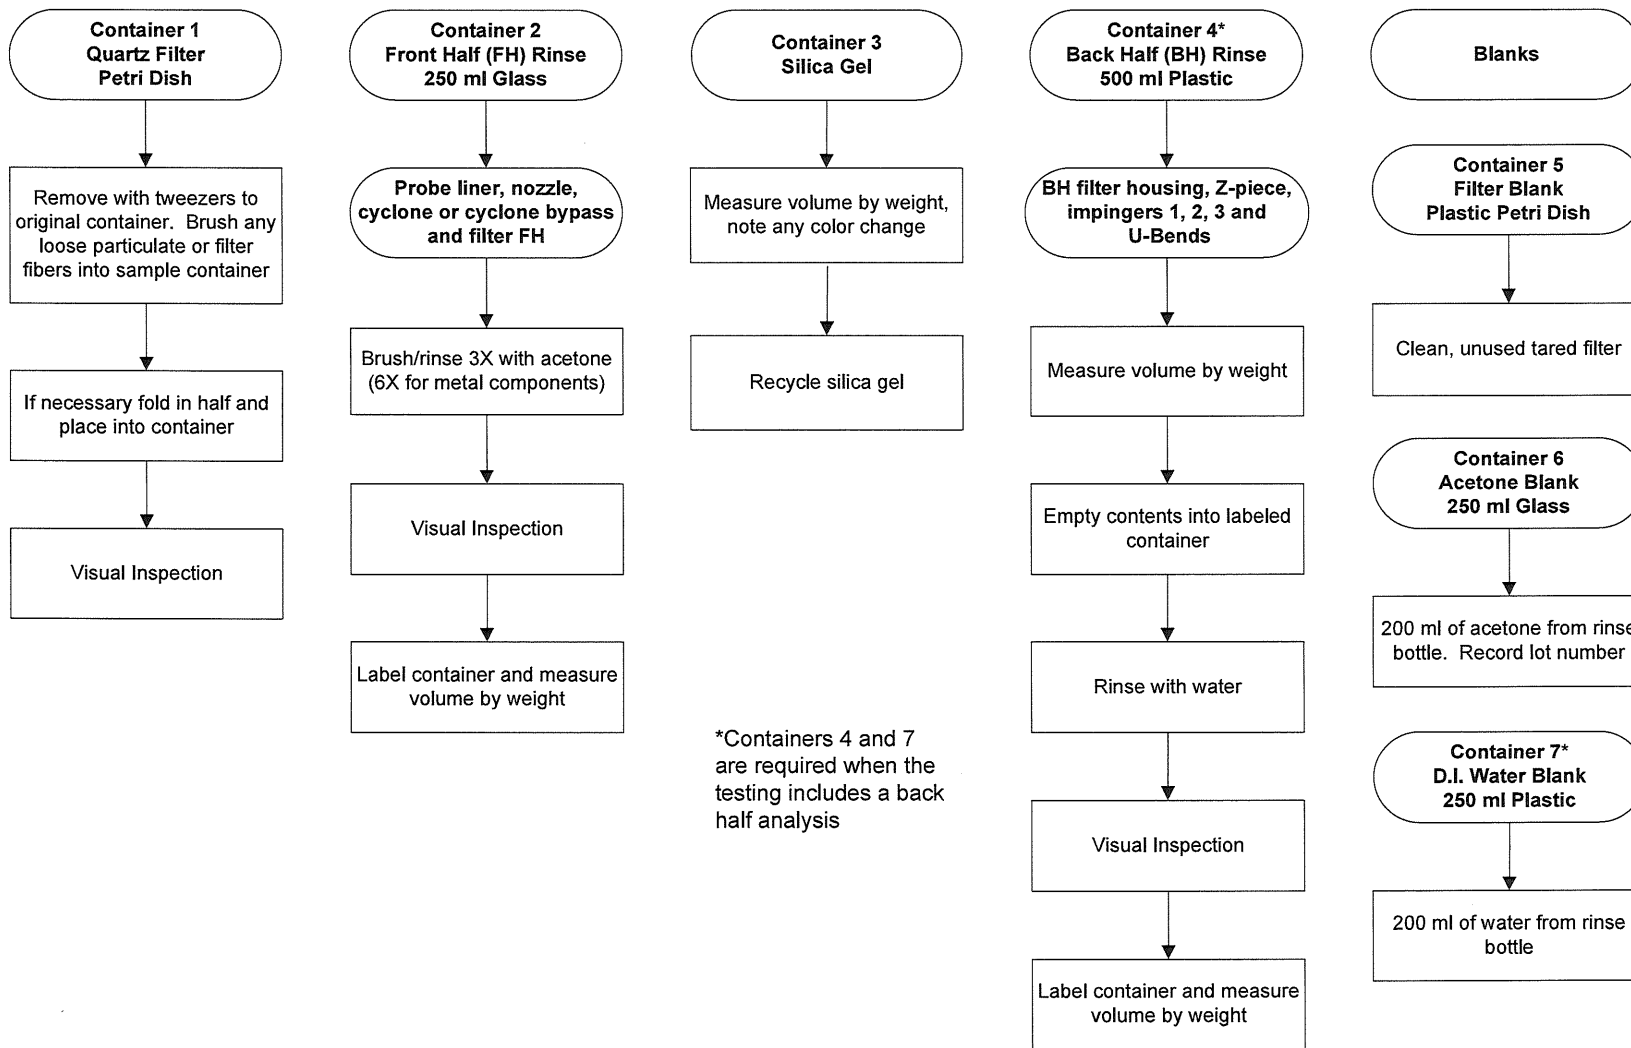 Container 1
Quartz Filter
Petri Dish
Remove with tweezers to
original container. Brush any
loose particulate or filter
fibers into sample container
If necessary fold in half and
place into container
Visual Inspection
Container 2
Front Half (FH) Rinse
250 ml Glass
Probe liner, nozzle,
cyclone or cyclone bypass
and filter FH
Brush/rinse 3X with acetone
(6X for metal components)
Visual Inspection
Label container and measure
volume by weight
Container 3
Silica Gel
Measure volume by weight,
note any color change
Recycle silica gel
*Containers 4 and 7
are required when the
testing includes a back
half analysis
Container 4*
Back Half (BH) Rinse
500 ml Plastic
BH filter housing, Z-piece,
impingers 1, 2, 3 and
U-Bends
Measure volume by weight
Empty contents into labeled
container
Rinse with water
Visual Inspection
Label container and measure
volume by weight
Blanks
Container 5
Filter Blank
Plastic Petri Dish
Clean, unused tared filter
Container 6
Acetone Blank
250 ml Glass
200 ml of acetone from rinse
bottle. Record lot number
Container 7*
D.I. Water Blank
250 ml Plastic
200 ml of water from rinse
bottle